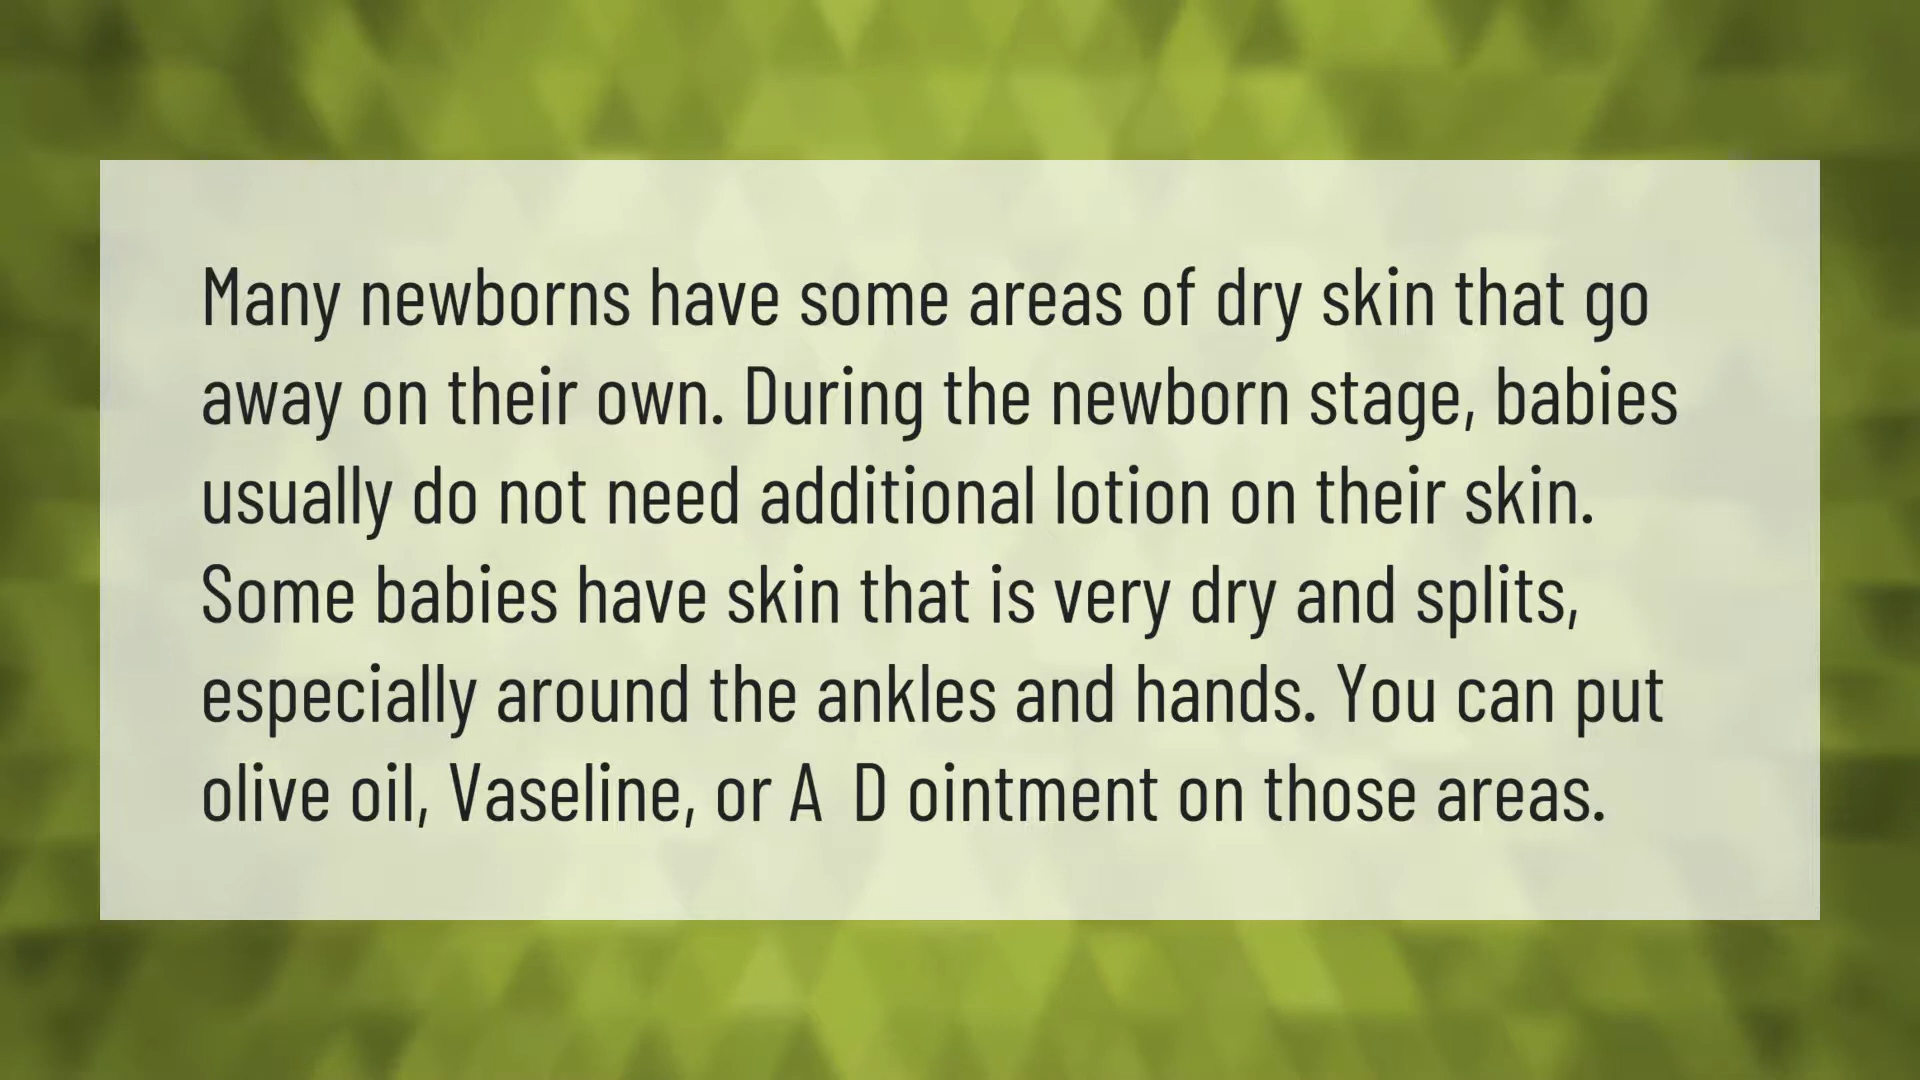 Many newborns have some areas of dry skin that go
away on their own. During the newborn stage, babies
usually do not need additional lotion on their skin.
Some babies have skin that is very dry and splits,
especially around the ankles and hands. You can put
olive oil, Vaseline, or A  D ointment on those areas.